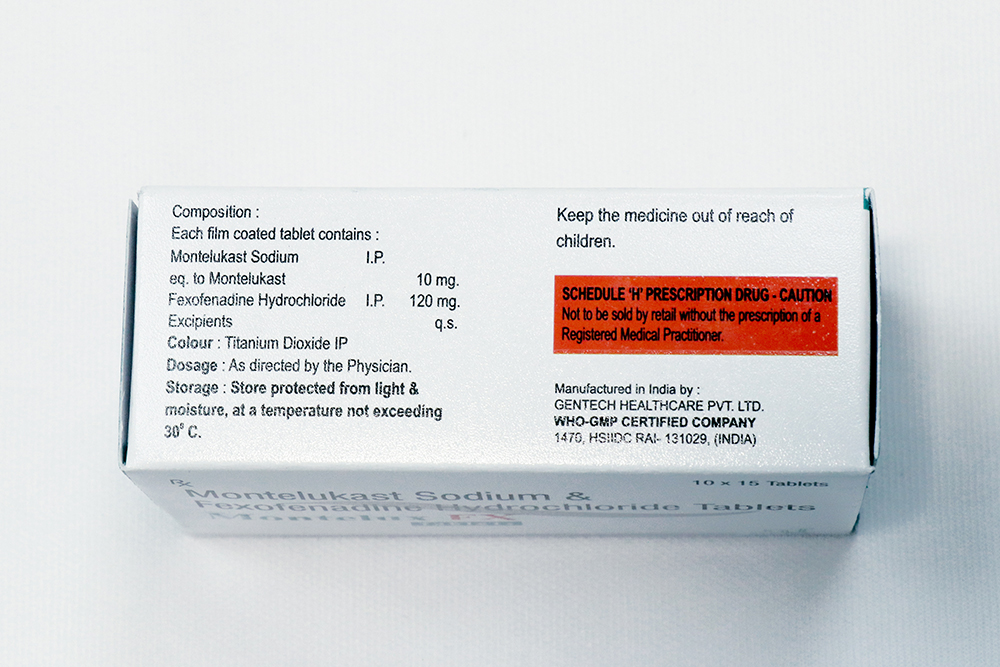 Composition :
Each film coated tablet contains :
Montelukast Sodium I.P.
eq. to Montelukast 10 mg.
Fexofenadine Hydrochloride I.P. 120 mg.
Excipients q.s.
Colour : Titanium Dioxide IP
Dosage : As directed by the Physician.
Storage : Store protected from light &
moisture, at a temperature not exceeding
30° C.
Keep the medicine out of reach of
children.
SCHEDULE 'H' PRESCRIPTION DRUG - CAUTION
Not to be sold by retail without the prescription of a
Registered Medical Practitioner.
Manufactured in India by :
GENTECH HEALTHCARE PVT. LTD.
WHO-GMP CERTIFIED COMPANY
1470, HSIIDC RAI- 131029, (INDIA)
Rx
10 x 15 Tablets
Montelukast Sodium &
Fexofenadine Hydrochloride Tablets
FX